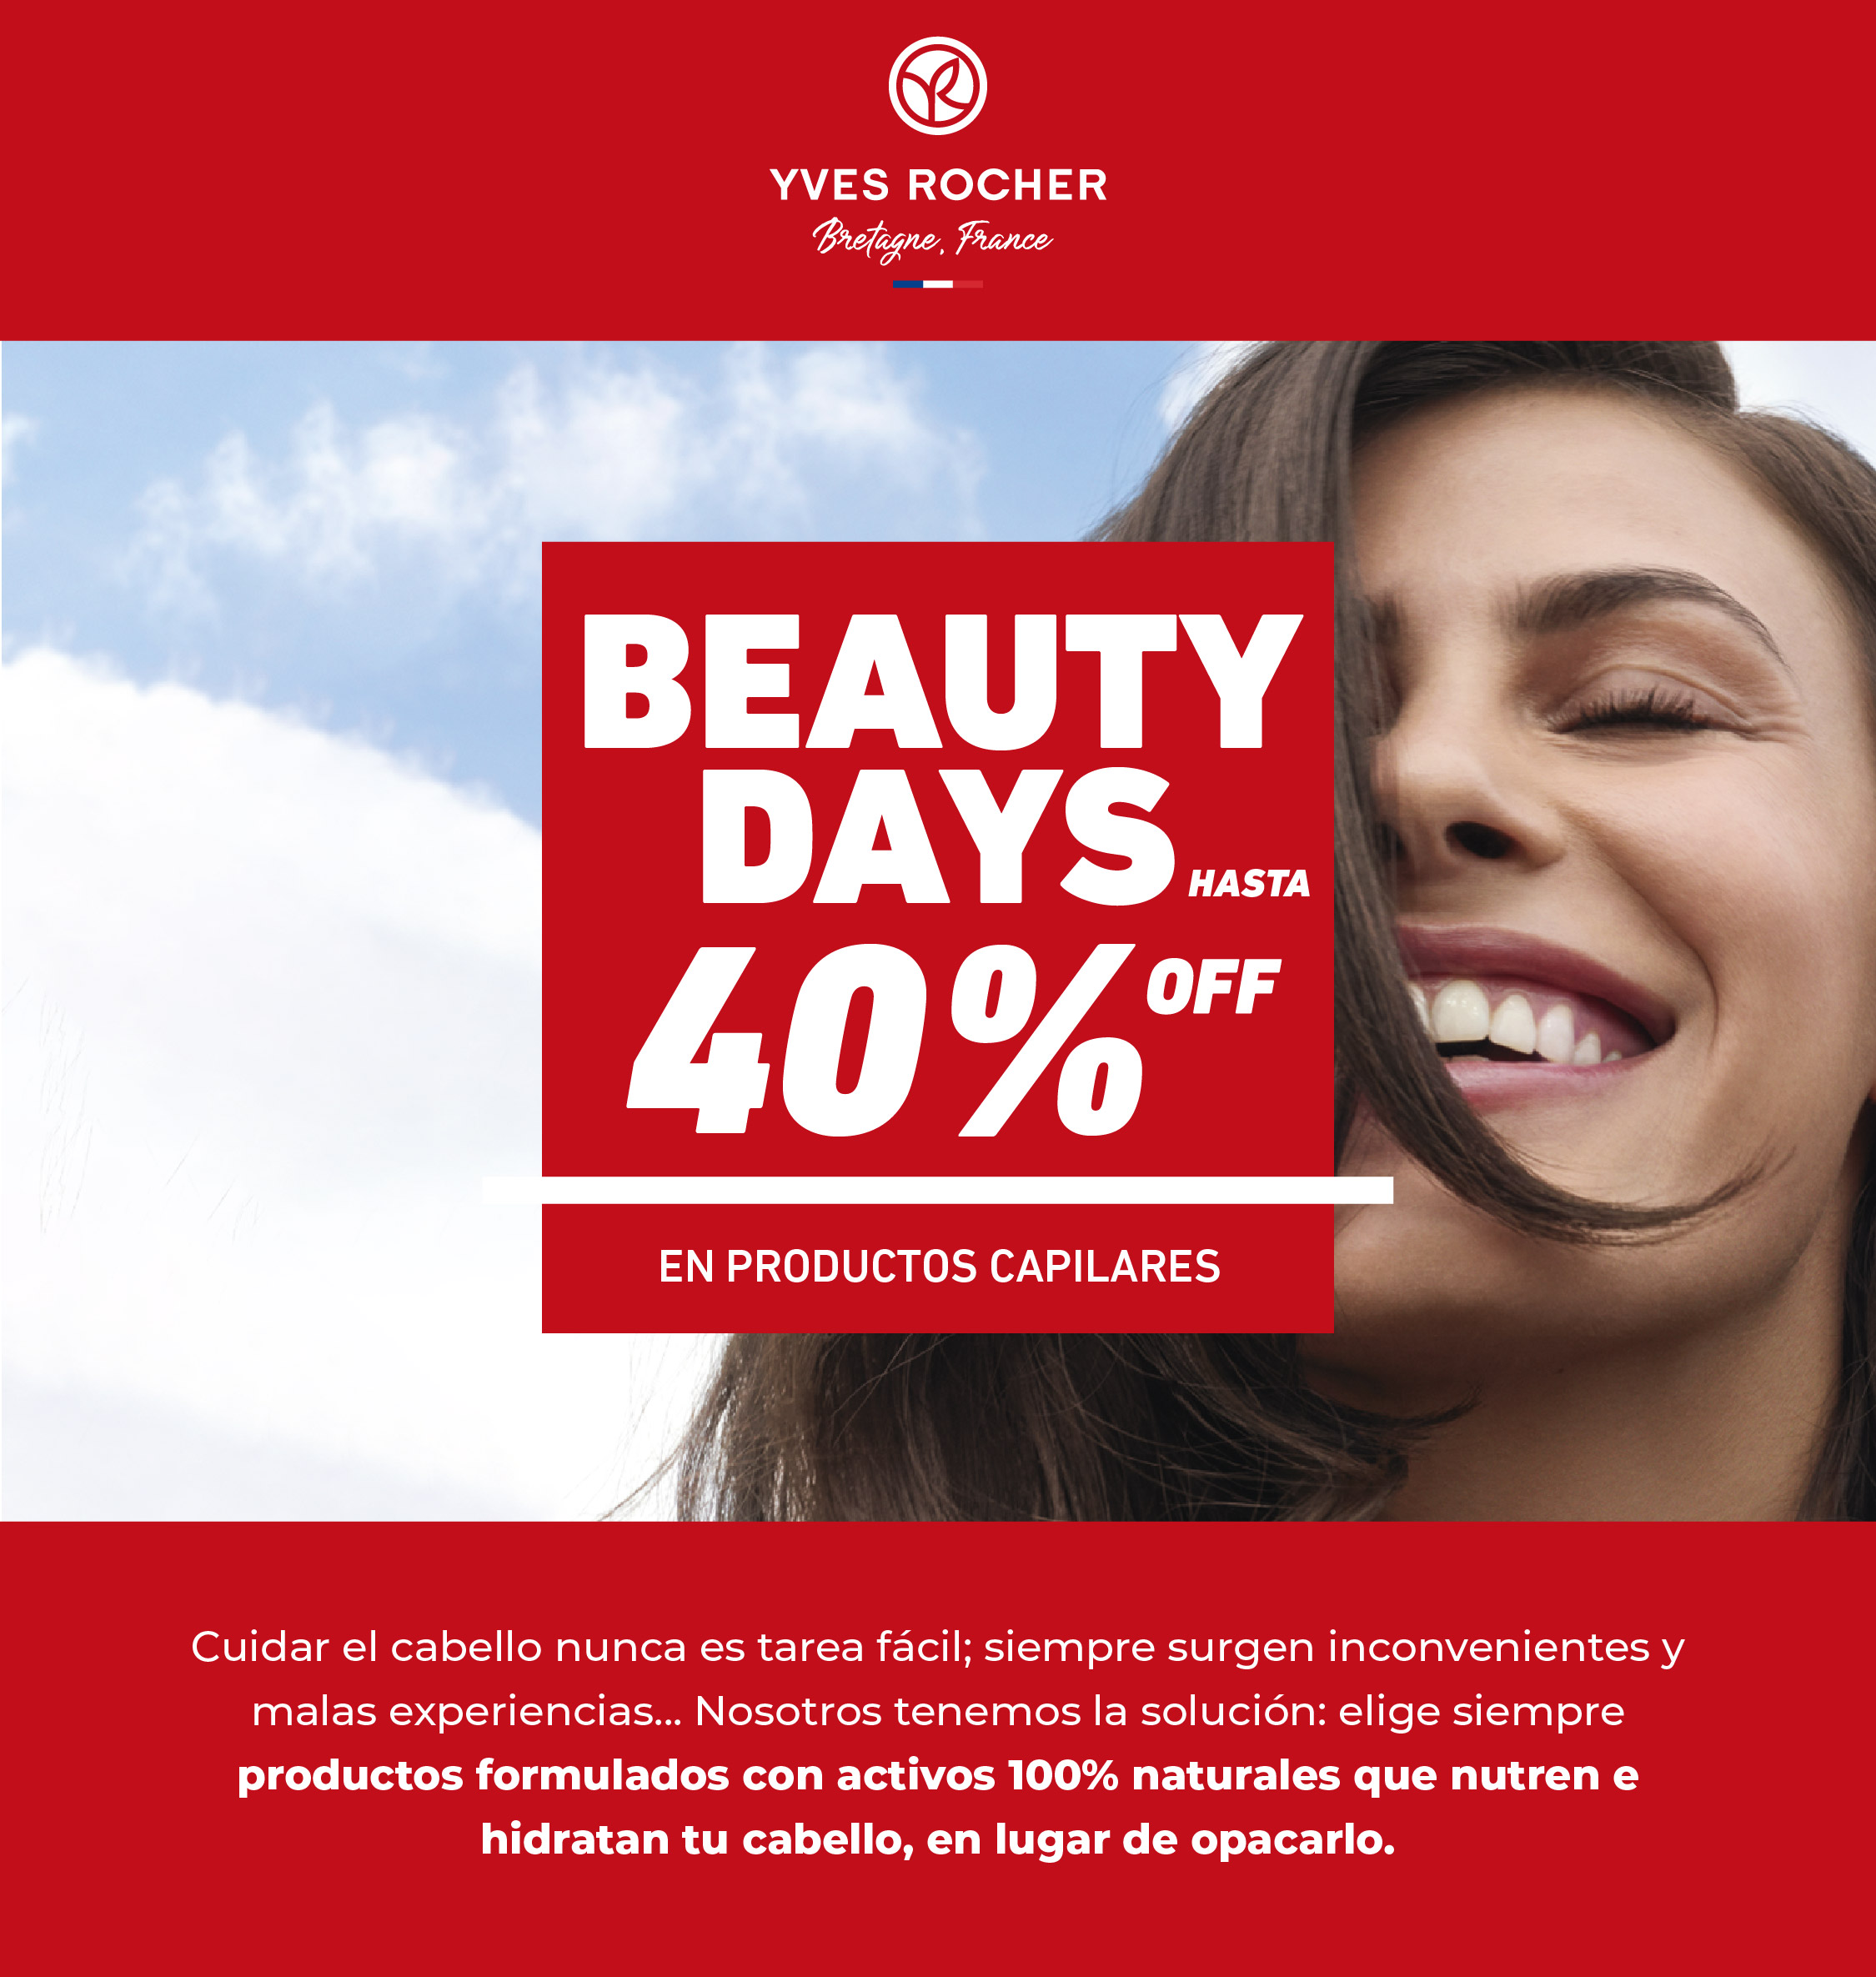 YVES ROCHER
Bretagne, France
BEAUTY
DAYS HASTA
40% OFF
EN PRODUCTOS CAPILARES
Cuidar el cabello nunca es tarea fácil; siempre surgen inconvenientes y
malas experiencias... Nosotros tenemos la solución: elige siempre
productos formulados con activos 100% naturales que nutren e
hidratan tu cabello, en lugar de opacarlo.